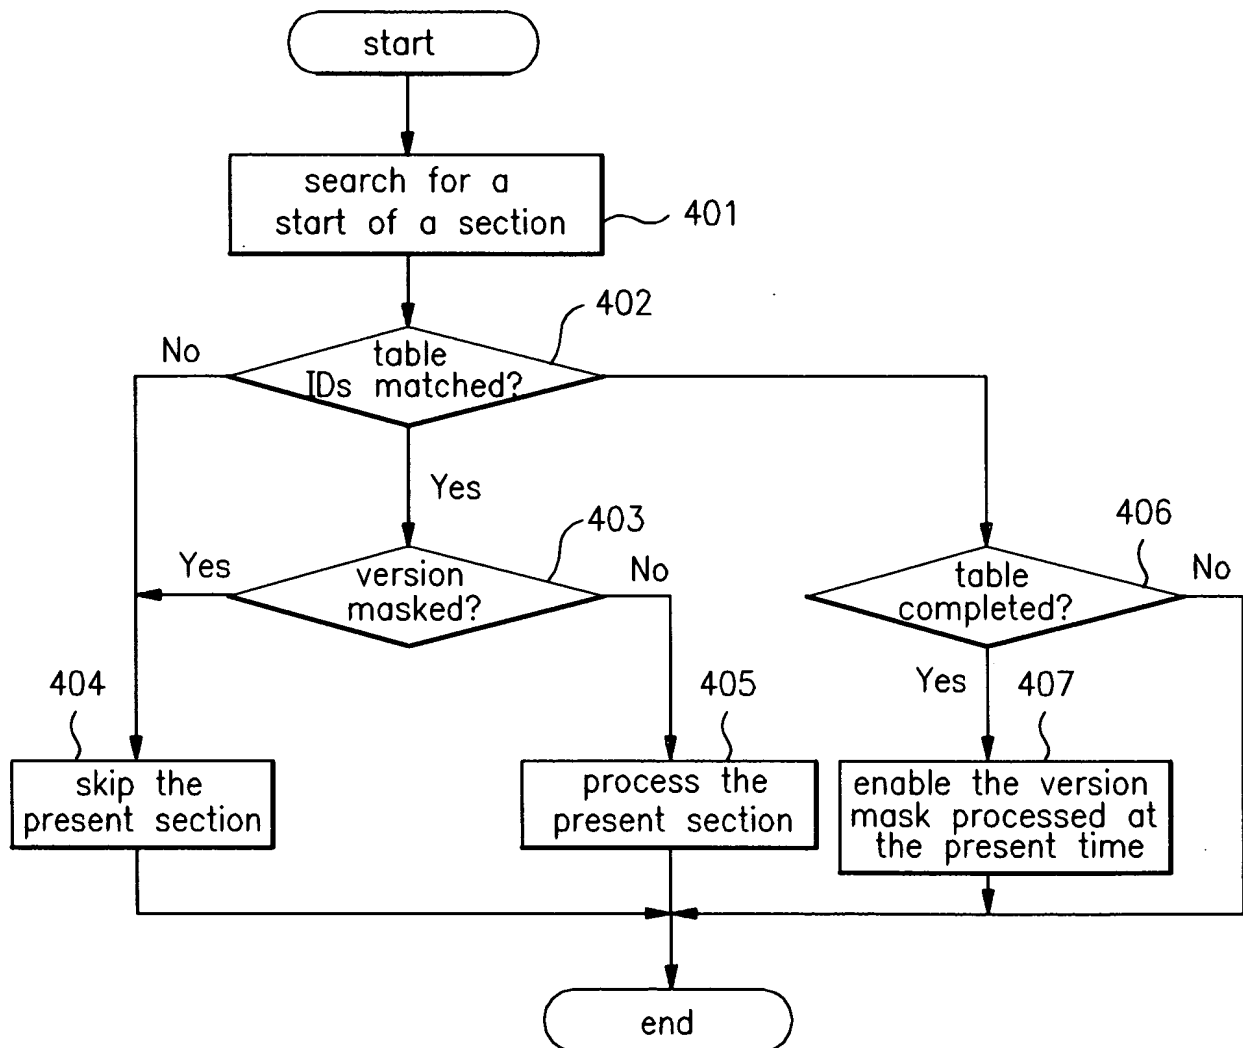 start
search for a
start of a section
401
402
No
table
IDs matched?
Yes
403
406
Yes
version
masked?
No
table
completed?
No
404
405
Yes
407
skip the
present section
process the
present section
enable the version
mask processed at
the present time
end